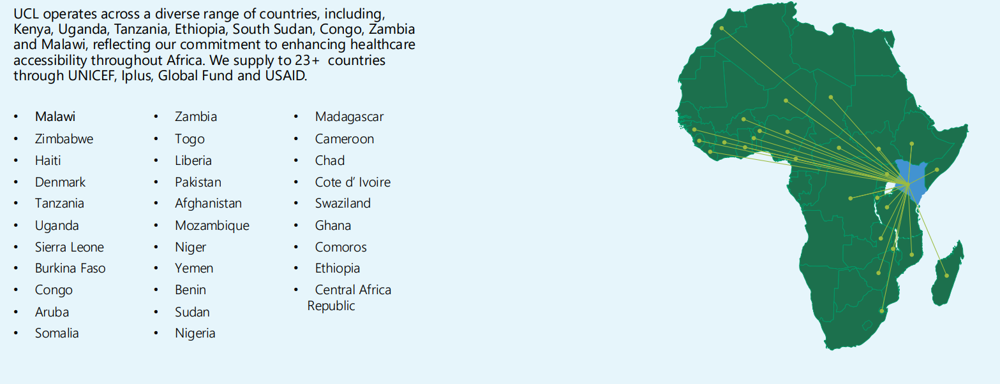 UCL operates across a diverse range of countries, including,
Kenya, Uganda, Tanzania, Ethiopia, South Sudan, Congo, Zambia
and Malawi, reflecting our commitment to enhancing healthcare
accessibility throughout Africa. We supply to 23+  countries
through UNICEF, Iplus, Global Fund and USAID.
• Malawi
• Zimbabwe
• Haiti
• Denmark
• Tanzania
• Uganda
• Sierra Leone
• Burkina Faso
• Congo
• Aruba
• Somalia
• Zambia
• Togo
• Liberia
• Pakistan
• Afghanistan
• Mozambique
• Niger
• Yemen
• Benin
• Sudan
• Nigeria
• Madagascar
• Cameroon
• Chad
• Cote d’ Ivoire
• Swaziland
• Ghana
• Comoros
• Ethiopia
• Central Africa
Republic